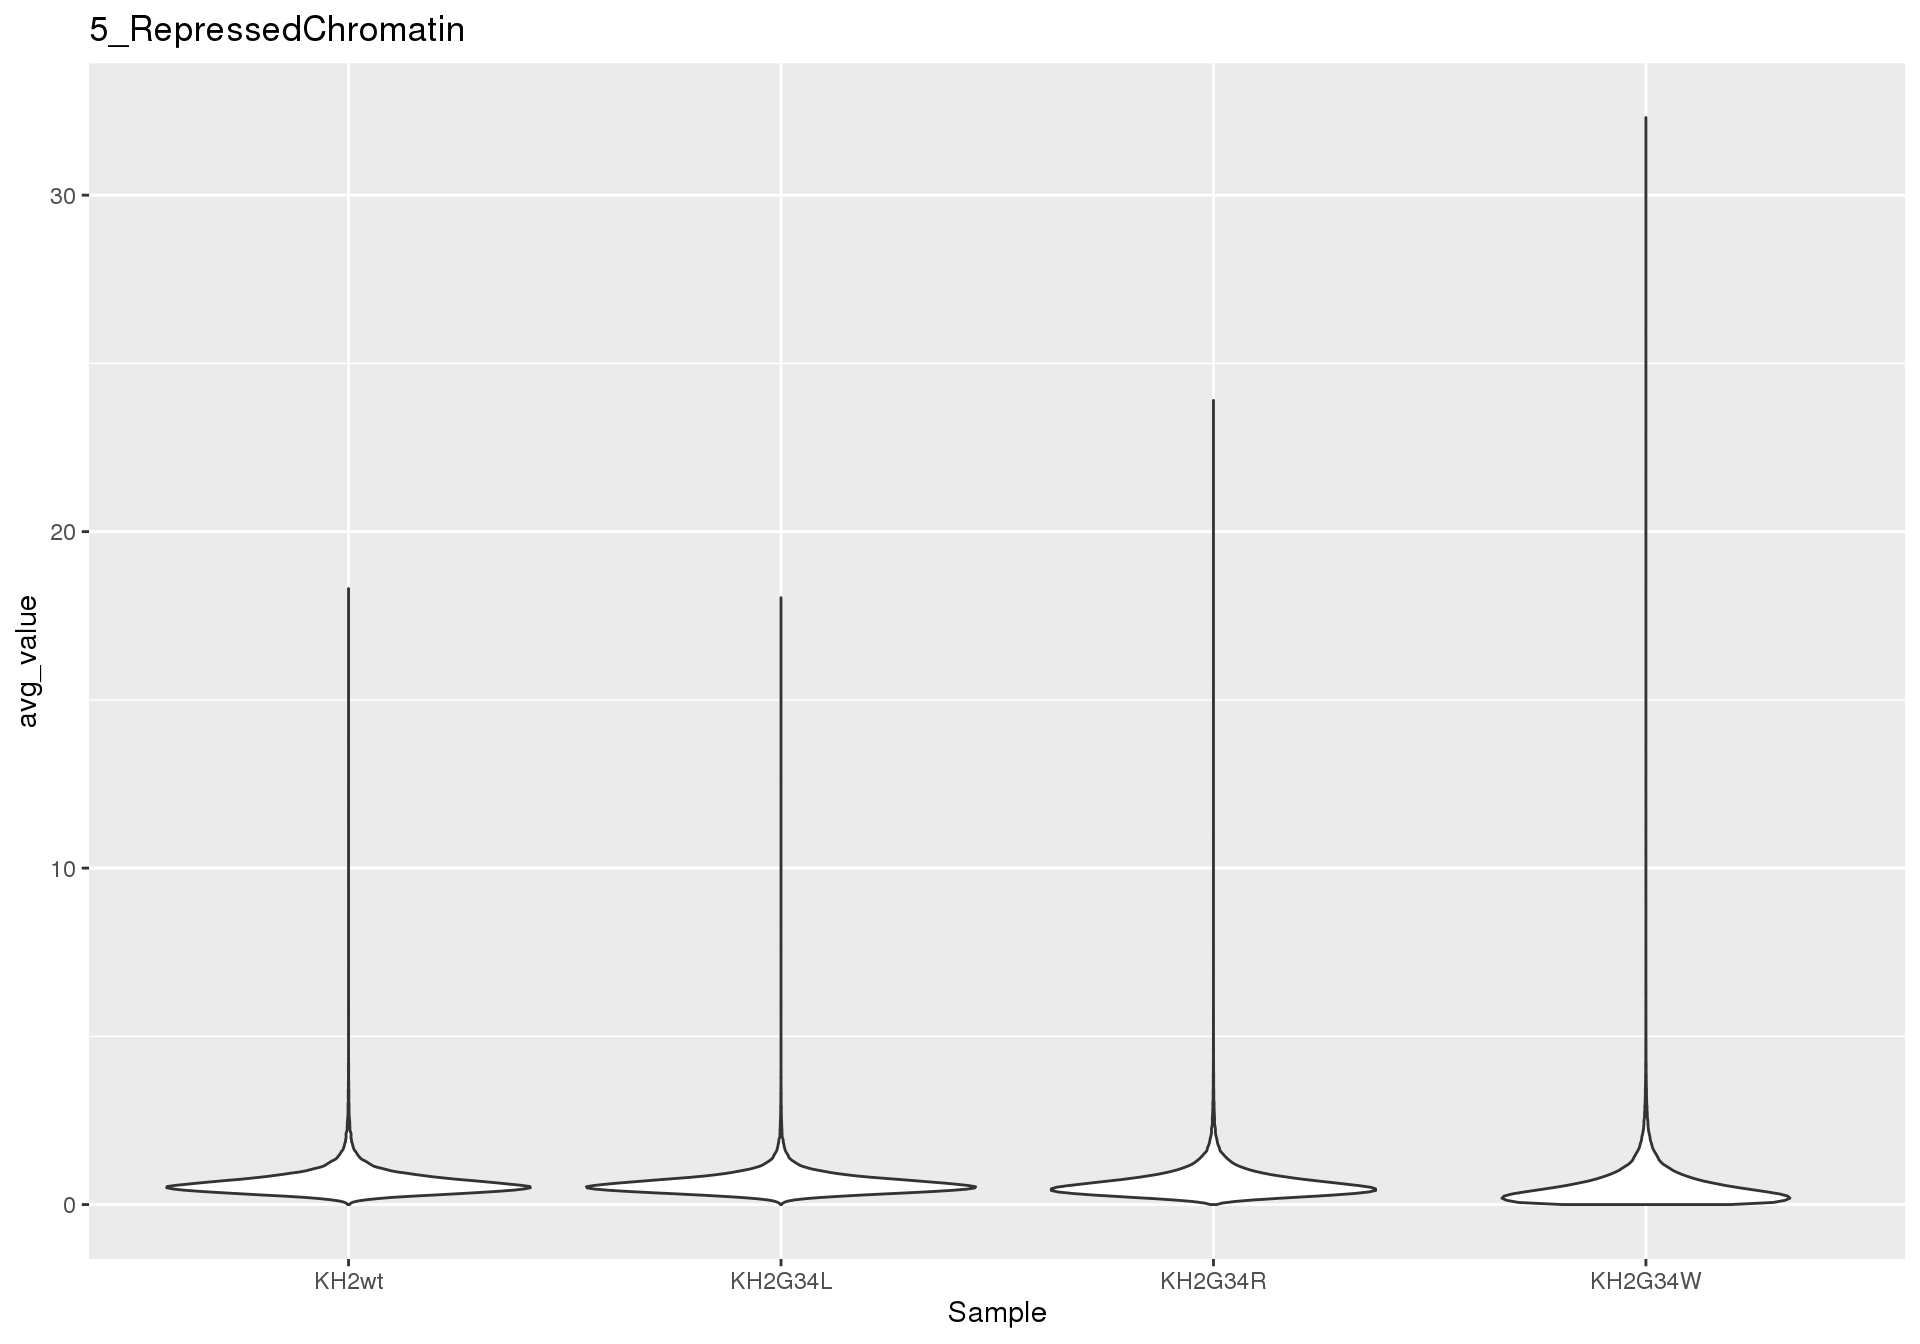 5_RepressedChromatin
avg_value
30
20
10
0
KH2wt KH2G34L KH2G34R KH2G34W
Sample